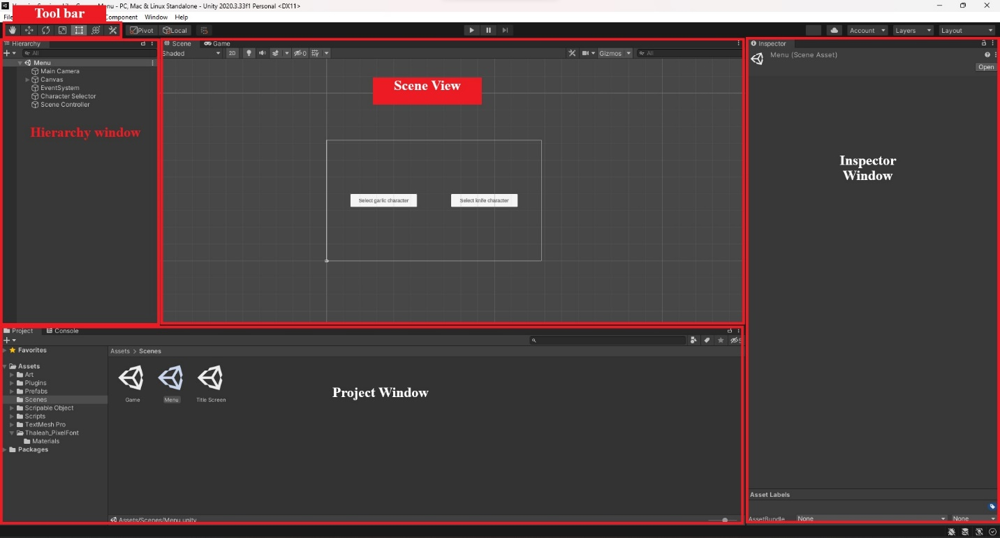 Menu - PC, Mac & Linux Standalone - Unity 2020.3.33f1 Personal <DX11>
Tool bar
Component Window Help
Pivot Local
Account Layers Layout
Hierarchy
All
Menu
Main Camera
Canvas
EventSystem
Character Selector
Scene Controller
Hierarchy window
Scene Game
Shaded 2D 0 Gizmos All
Scene View
Select garlic character Select knife character
Inspector
Menu (Scene Asset)
Open
Inspector
Window
Asset Labels
AssetBundle None None
Project Console
5
Favorites
Assets
Art
Plugins
Prefabs
Scenes
Scripable Object
Scripts
TextMesh Pro
Thaleah_PixelFont
Materials
Packages
Assets > Scenes
Game Menu Title Screen
Project Window
Assets/Scenes/Menu.unity